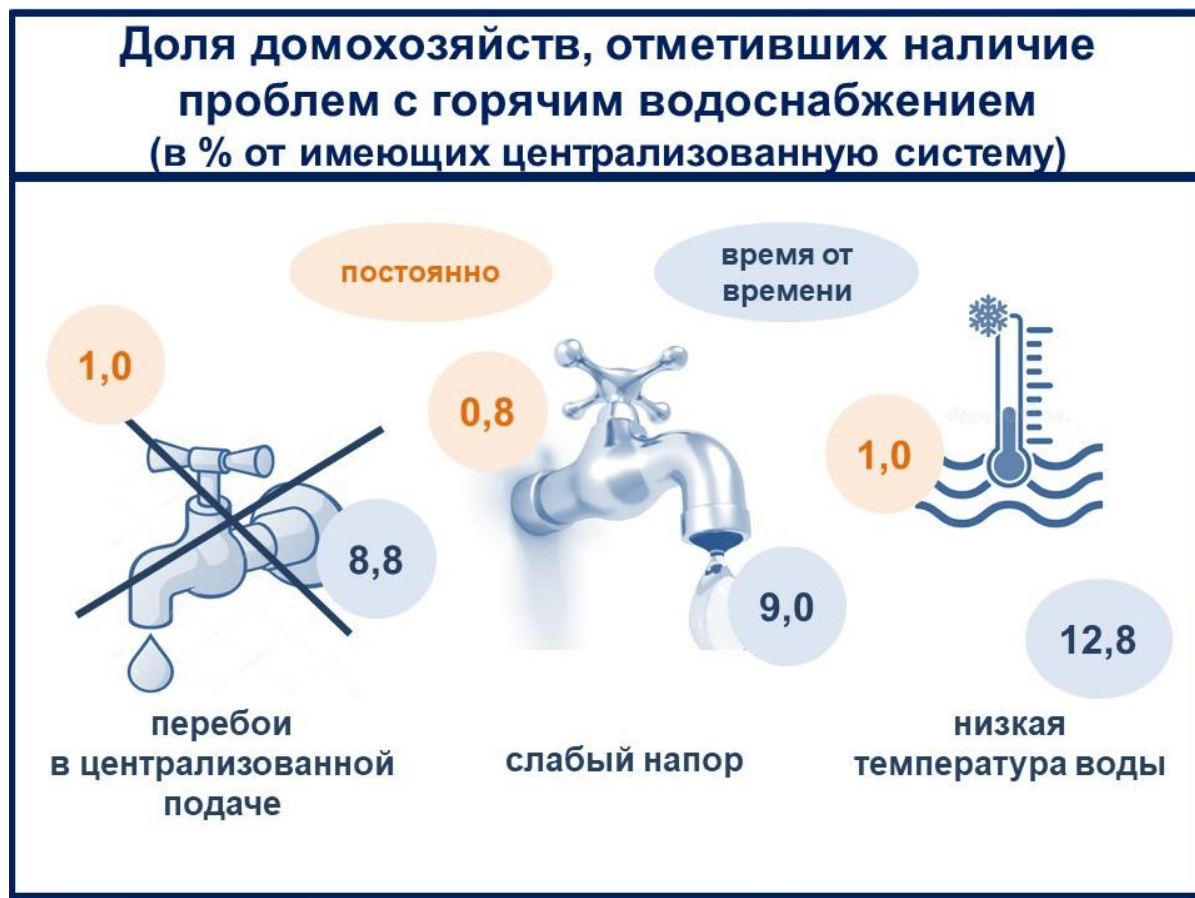 Доля домохозяйств, отметивших наличие
проблем с горячим водоснабжением
(в % от имеющих централизованную систему)
постоянно
время от
времени
1,0
8,8
0,8
9,0
1,0
12,8
перебои
в централизованной
подаче
слабый напор
низкая
температура воды